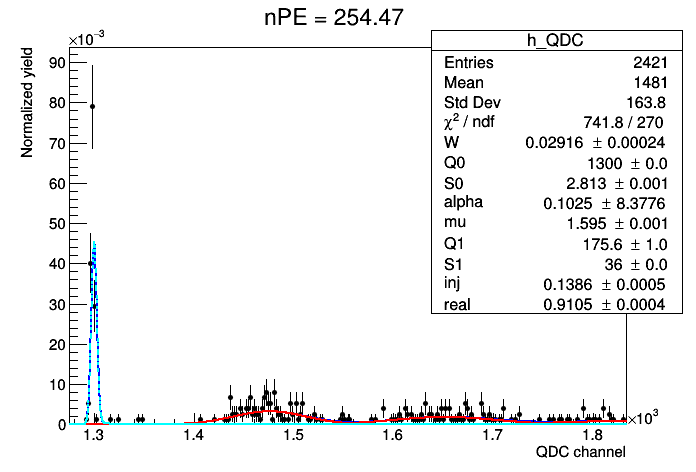 nPE = 254.47
×10⁻³
Normalized yield
90
80
70
60
50
40
30
20
10
0
h_QDC
Entries 2421
Mean 1481
Std Dev 163.8
χ² / ndf 741.8 / 270
W 0.02916 ± 0.00024
Q0 1300 ± 0.0
S0 2.813 ± 0.001
alpha 0.1025 ± 8.3776
mu 1.595 ± 0.001
Q1 175.6 ± 1.0
S1 36 ± 0.0
inj 0.1386 ± 0.0005
real 0.9105 ± 0.0004
1.3 1.4 1.5 1.6 1.7 1.8 ×10³
QDC channel